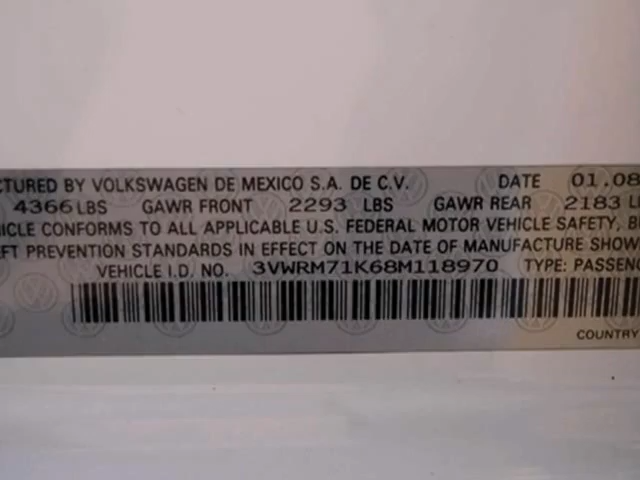 CTURED BY VOLKSWAGEN DE MEXICO S.A. DE C.V. DATE 01.08
4366 LBS GAWR FRONT 2293 LBS GAWR REAR 2183 L
ICLE CONFORMS TO ALL APPLICABLE U.S. FEDERAL MOTOR VEHICLE SAFETY, B
FT PREVENTION STANDARDS IN EFFECT ON THE DATE OF MANUFACTURE SHOW
VEHICLE I.D. NO. 3VWRM71K68M118970 TYPE: PASSENG
COUNTRY